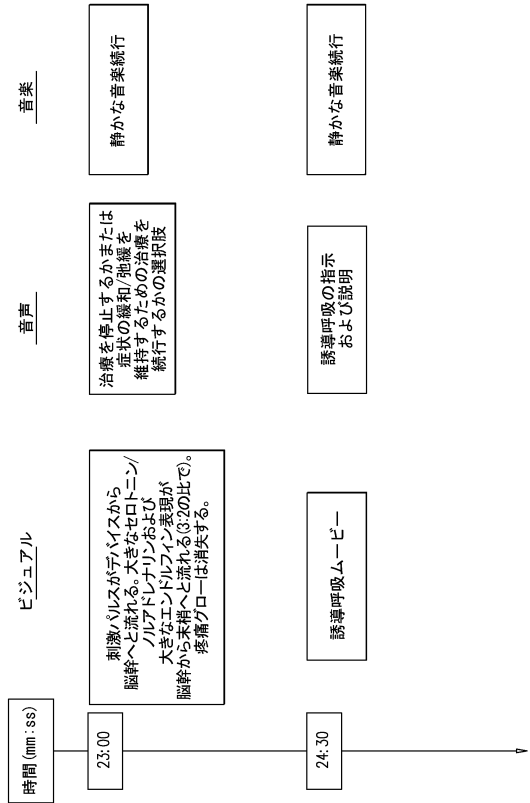 時間(mm:ss)
ビジュアル
音声
音楽
23:00
刺激パルスがデバイスから
脳幹へと流れる。大きなセロトニン/
ノルアドレナリンおよび
大きなエンドルフィン表現が
脳幹から末梢へと流れる(3:2の比で)。
疼痛グローは消失する。
治療を停止するかまたは
症状の緩和/弛緩を
維持するための治療を
続行するかの選択肢
静かな音楽続行
24:30
誘導呼吸ムービー
誘導呼吸の指示
および説明
静かな音楽続行